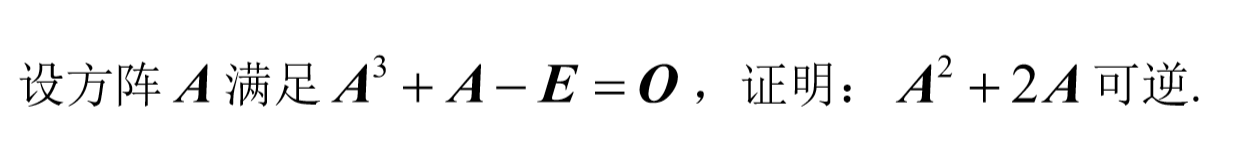 设方阵 A 满足 A³ + A − E = O，证明：A² + 2A 可逆.